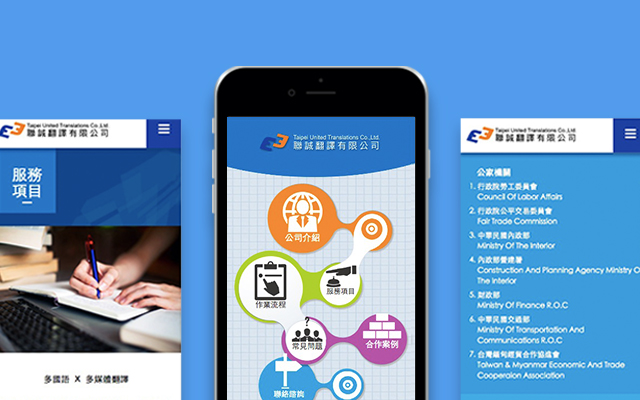 Taipei United Translations Co.,Ltd.
聯誠翻譯有限公司
服務
項目
多國語 X 多媒體翻譯
Taipei United Translations Co.,Ltd.
聯誠翻譯有限公司
公司介紹
作業流程
服務項目
?
常見問題
合作案例
聯絡諮詢
Taipei United Translations Co.,Ltd.
聯誠翻譯有限公司
公家機關
1. 行政院勞工委員會
Council Of Labor Affairs
2. 行政院公平交易委員會
Fair Trade Commission
3. 中華民國內政部
Ministry Of The Interior
4. 內政部營建署
Construction And Planning Agency Ministry O
The Interior
5. 財政部
Ministry Of Finance R.O.C
6. 中華民國交通部
Ministry Of Transportation And
Communications R.O.C
7. 台灣緬甸經貿合作協進會
Taiwan & Myanmar Economic And Trade
Cooperation Association